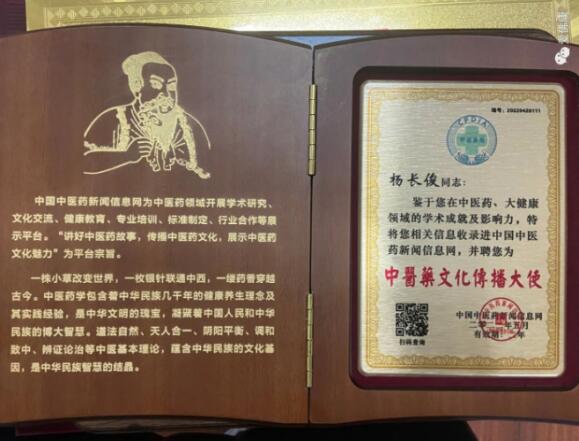 中国中医药新闻信息网为中医药领域开展学术研究、
文化交流、健康教育、专业培训、标准制定、行业合作等展
示平台。“讲好中医药故事，传播中医药文化，展示中医药
文化魅力”为平台宗旨。
一株小草改变世界，一枚银针联通中西，一缕药香穿越
古今。中医药学包含着中华民族几千年的健康养生理念及
其实践经验，是中华文明的瑰宝，凝聚着中国人民和中华
民族的博大智慧。道法自然、天人合一、阴阳平衡、调和
致中、辨证论治等中医基本理论，蕴含中华民族的文化基
因，是中华民族智慧的结晶。
编号：20220420111
CPDIA
杨长俊同志：
鉴于您在中医药、大健康
领域的学术成就及影响力，特
将您相关信息收录进中国中医
药新闻信息网，并聘您为
中醫藥文化傳播大使
中国中医药新闻信息网
五月
有效期
年
扫码查询